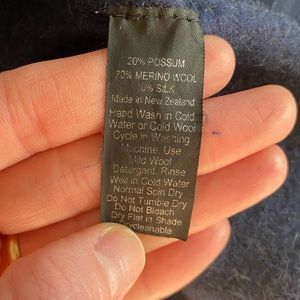 20% POSSUM
70% MERINO WOOL
10% SILK
Made in New Zealand
Hand Wash in Cold
Water or Cold Wool
Cycle in Washing
Machine. Use
Mild Wool
Detergent. Rinse
Well in Cold Water
Normal Spin Dry
Do Not Tumble Dry
Do Not Bleach
Dry Flat in Shade
Drycleanable